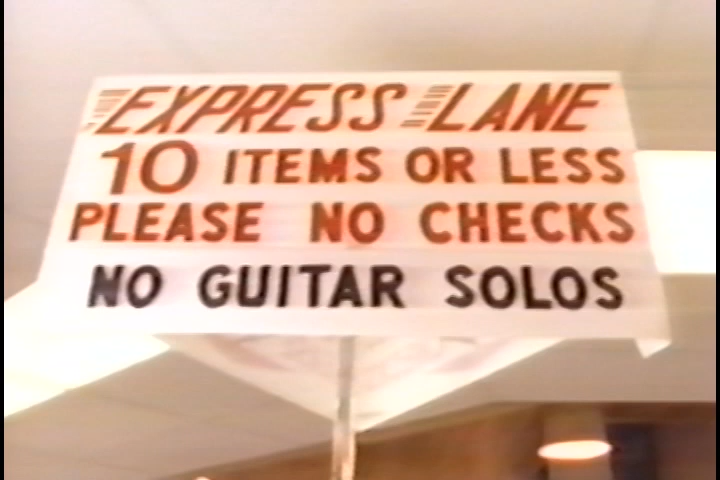 EXPRESS LANE
10 ITEMS OR LESS
PLEASE NO CHECKS
NO GUITAR SOLOS